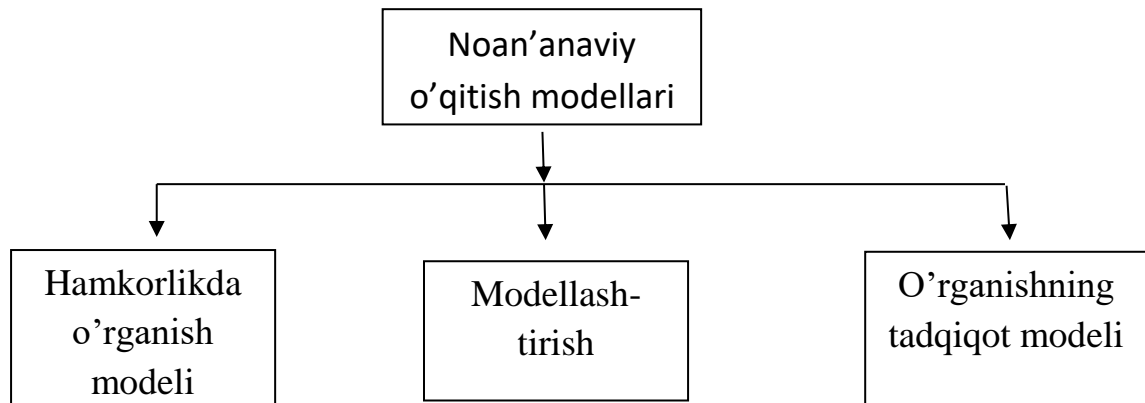 Noan’anaviy
o’qitish modellari
Hamkorlikda
o’rganish
modeli
Modellash-
tirish
O’rganishning
tadqiqot modeli